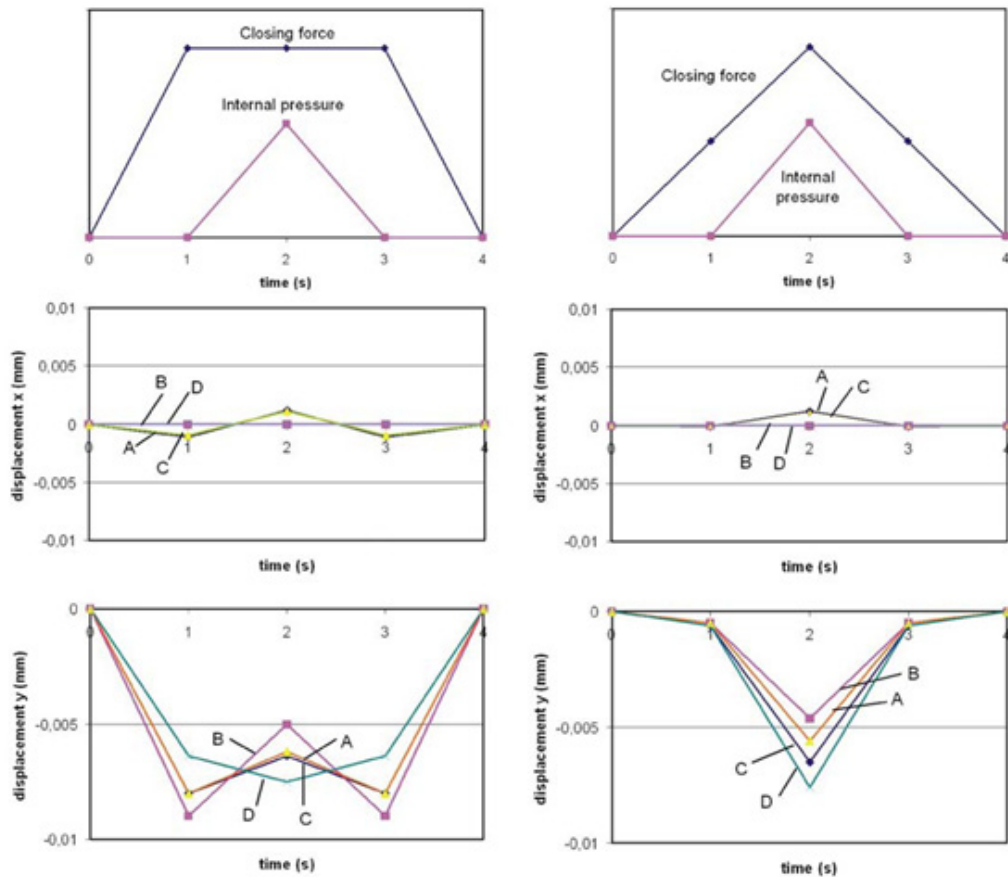 Closing force
Internal pressure
0 1 2 3 4
time (s)
Closing force
Internal
pressure
0 1 2 3 4
time (s)
displacement x (mm)
0,01
0,005
0
-0,005
-0,01
B D
A C
1 2 3 4
time (s)
displacement x (mm)
0,01
0,005
0
-0,005
-0,01
A
C
B D
1 2 3 4
time (s)
displacement y (mm)
0
-0,005
-0,01
0 1 2 3 4
B A
D C
time (s)
displacement y (mm)
0
-0,005
-0,01
0 1 2 3 4
B
A
C
D
time (s)